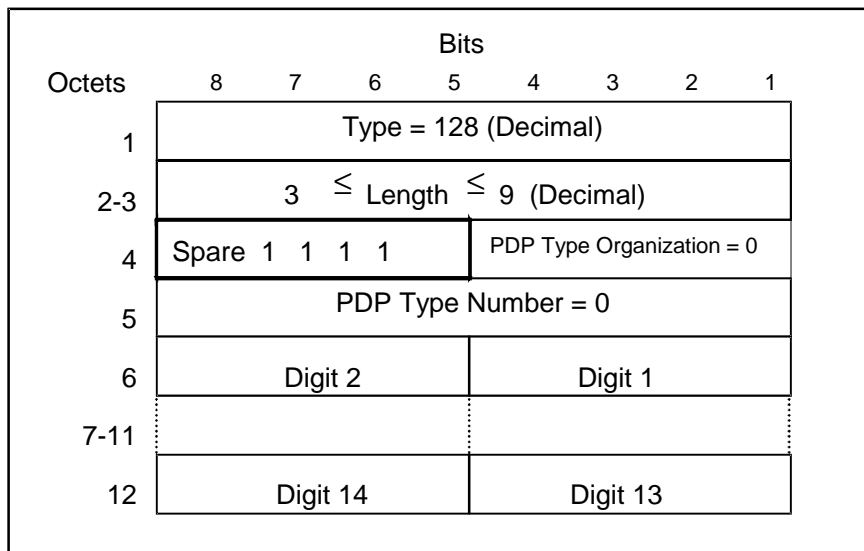 Bits
Octets 8 7 6 5 4 3 2 1
1 Type = 128 (Decimal)
2-3 3 ≤ Length ≤ 9 (Decimal)
4 Spare 1 1 1 1 PDP Type Organization = 0
5 PDP Type Number = 0
6 Digit 2 Digit 1
7-11
12 Digit 14 Digit 13